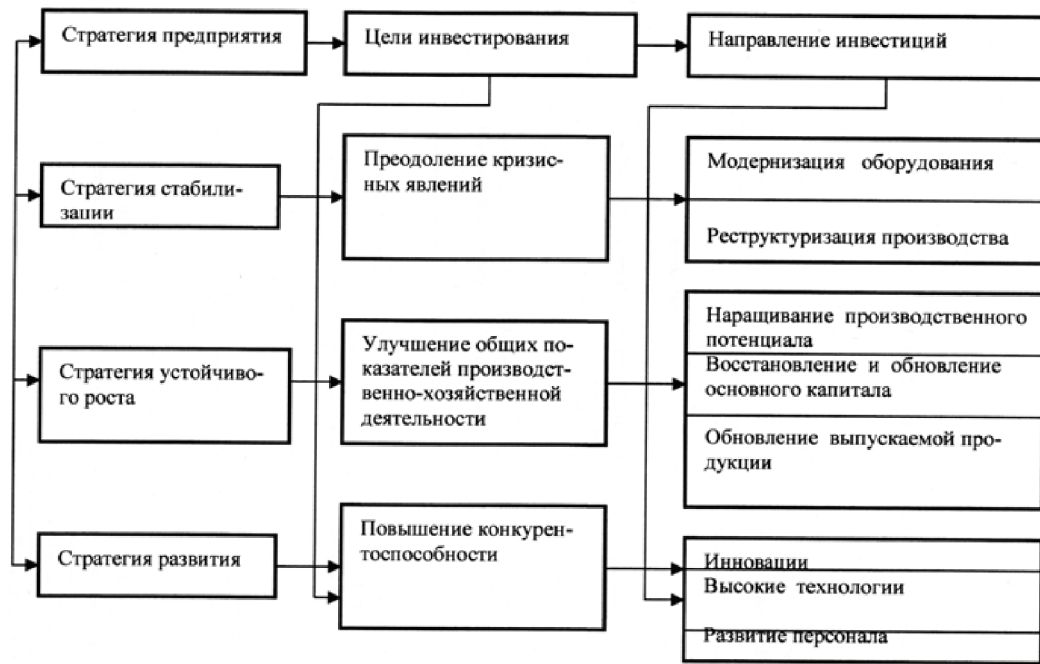 Стратегия предприятия
Цели инвестирования
Направление инвестиций
Стратегия стабили-
зации
Преодоление кризис-
ных явлений
Модернизация оборудования
Реструктуризация производства
Стратегия устойчиво-
го роста
Улучшение общих по-
казателей производст-
венно-хозяйственной
деятельности
Наращивание производственного
потенциала
Восстановление и обновление
основного капитала
Обновление выпускаемой про-
дукции
Стратегия развития
Повышение конкурен-
тоспособности
Инновации
Высокие технологии
Развитие персонала